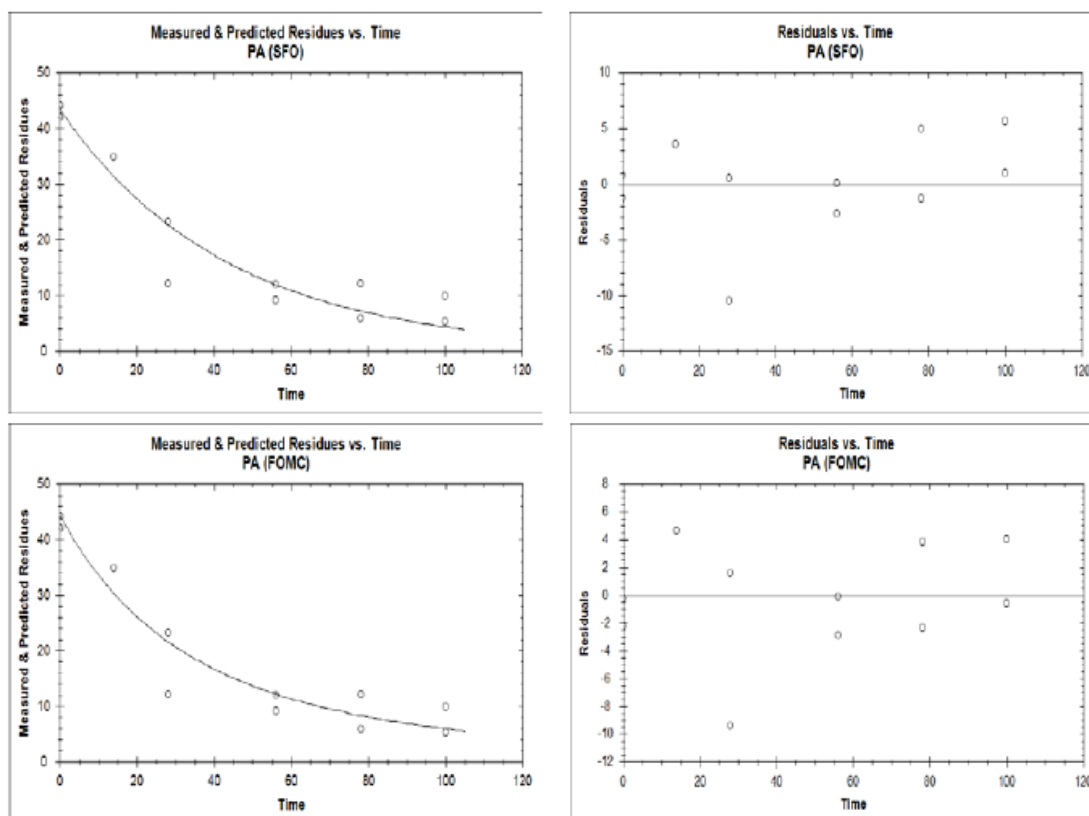 Measured & Predicted Residues vs. Time
PA (SFO)
Measured & Predicted Residues
50
40
30
20
10
0
0 20 40 60 80 100 120
Time
Residuals vs. Time
PA (SFO)
Residuals
10
5
0
-5
-10
-15
0 20 40 60 80 100 120
Time
Measured & Predicted Residues vs. Time
PA (FOMC)
Measured & Predicted Residues
50
40
30
20
10
0
0 20 40 60 80 100 120
Time
Residuals vs. Time
PA (FOMC)
Residuals
8
6
4
2
0
-2
-4
-6
-8
-10
-12
0 20 40 60 80 100 120
Time